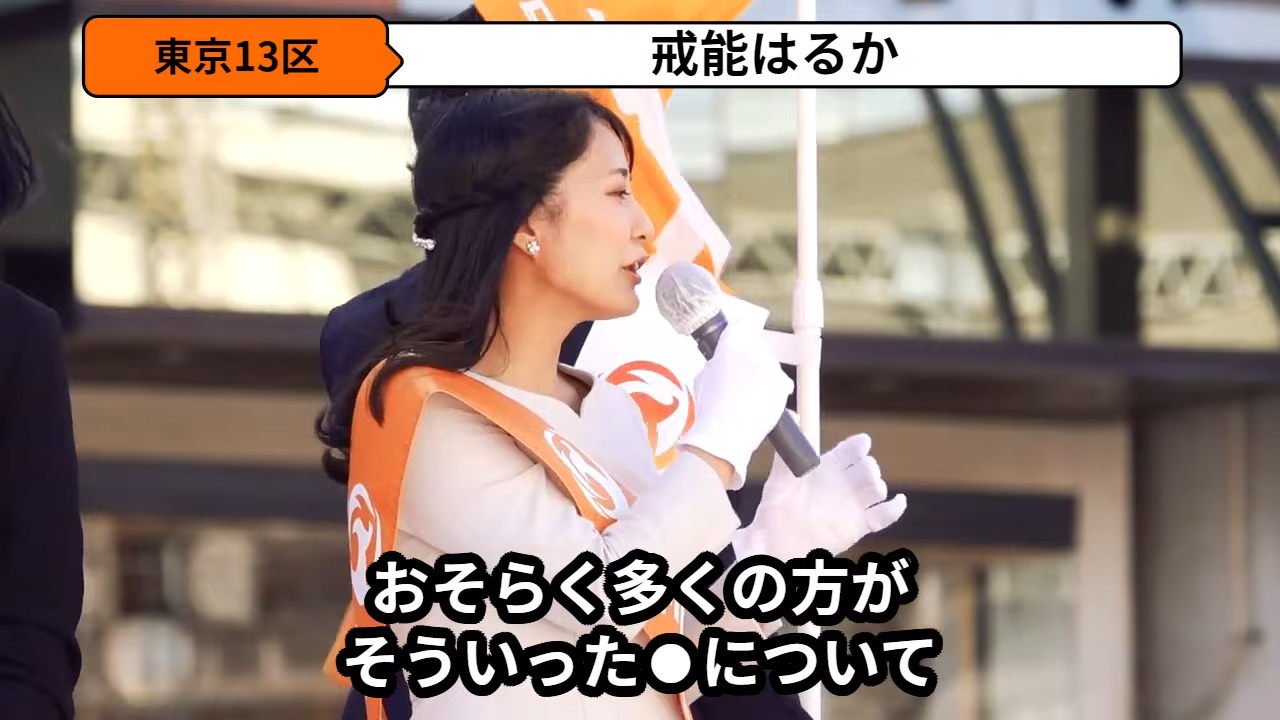 東京13区
戒能はるか
おそらく多くの方が
そういった●について